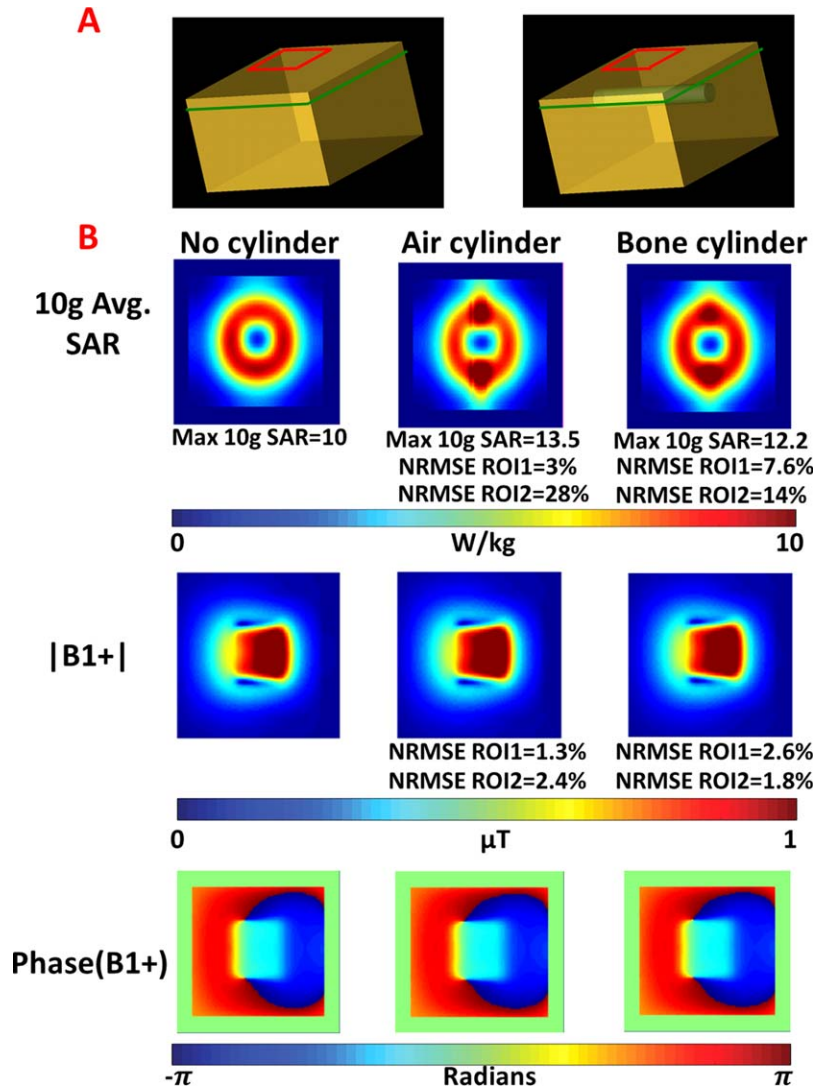 A
B
No cylinder
Air cylinder
Bone cylinder
10g Avg.
SAR
Max 10g SAR=10
Max 10g SAR=13.5
NRMSE ROI1=3%
NRMSE ROI2=28%
Max 10g SAR=12.2
NRMSE ROI1=7.6%
NRMSE ROI2=14%
0
W/kg
10
|B1+|
NRMSE ROI1=1.3%
NRMSE ROI2=2.4%
NRMSE ROI1=2.6%
NRMSE ROI2=1.8%
0
μT
1
Phase(B1+)
-π
Radians
π